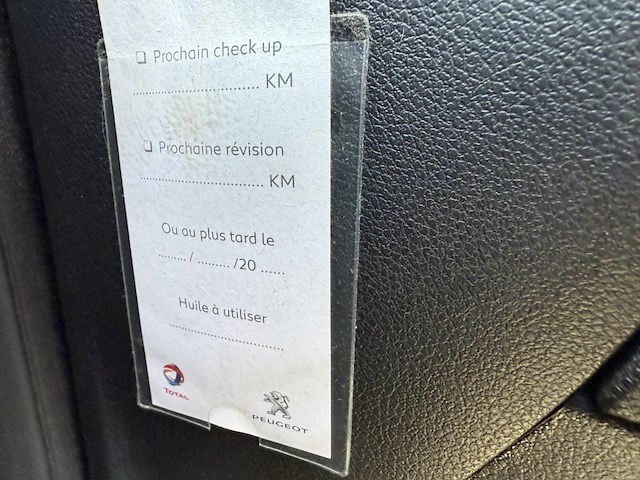 ❑ Prochain check up
................................ KM
❑ Prochaine révision
................................ KM
Ou au plus tard le
......... / ......... /20 ......
Huile à utiliser
................................
TOTAL
PEUGEOT